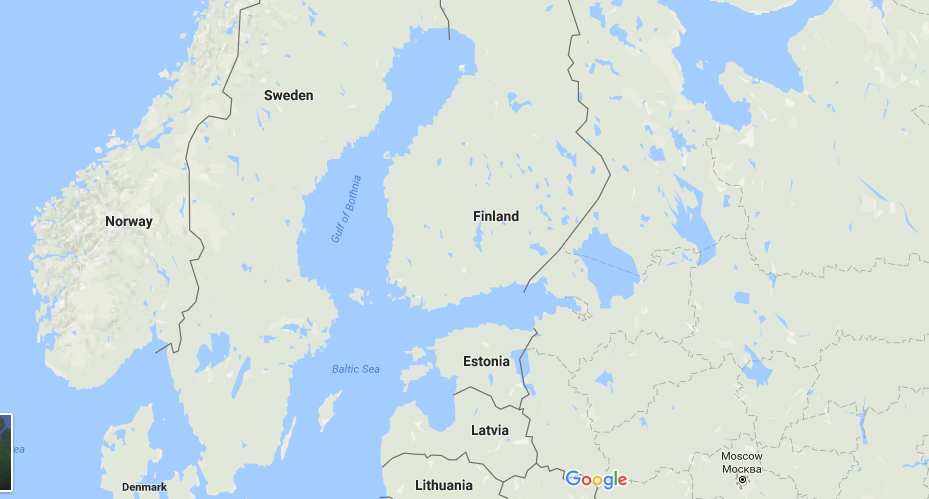 Sweden
Gulf of Bothnia
Norway
Finland
Baltic Sea
Estonia
Latvia
Moscow
Москва
Google
Lithuania
Denmark